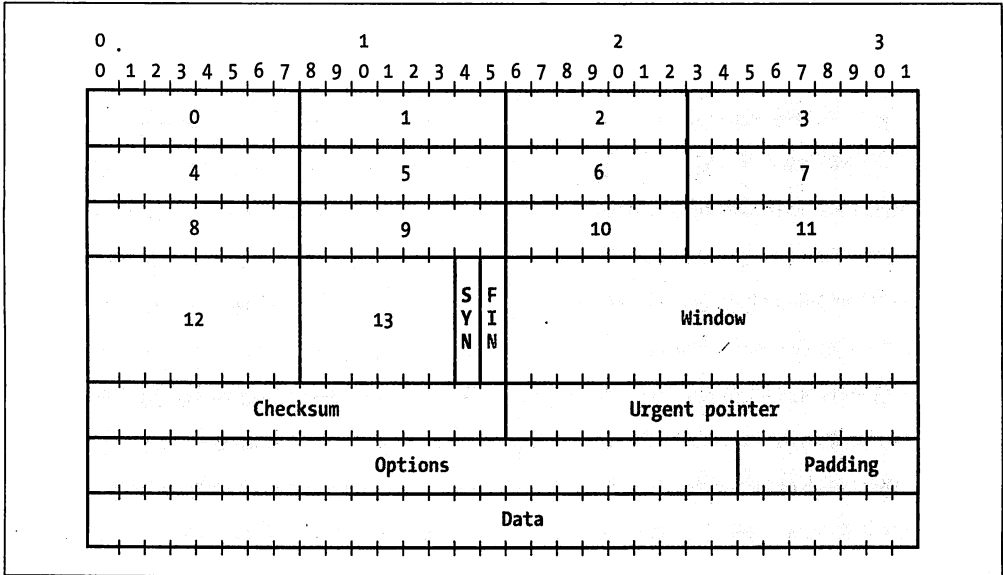 0 1 2 3
0 1 2 3 4 5 6 7 8 9 0 1 2 3 4 5 6 7 8 9 0 1 2 3 4 5 6 7 8 9 0 1
0 1 2 3
4 5 6 7
8 9 10 11
12 13 SYN FIN Window
Checksum Urgent pointer
Options Padding
Data